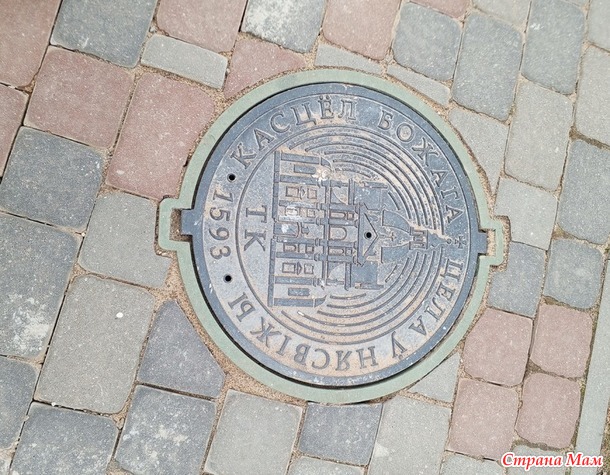 КАСЦЁЛ БОЖАГА ЦЕЛА Ў НЯСВІЖЫ
1593
ТК
Страна Мам